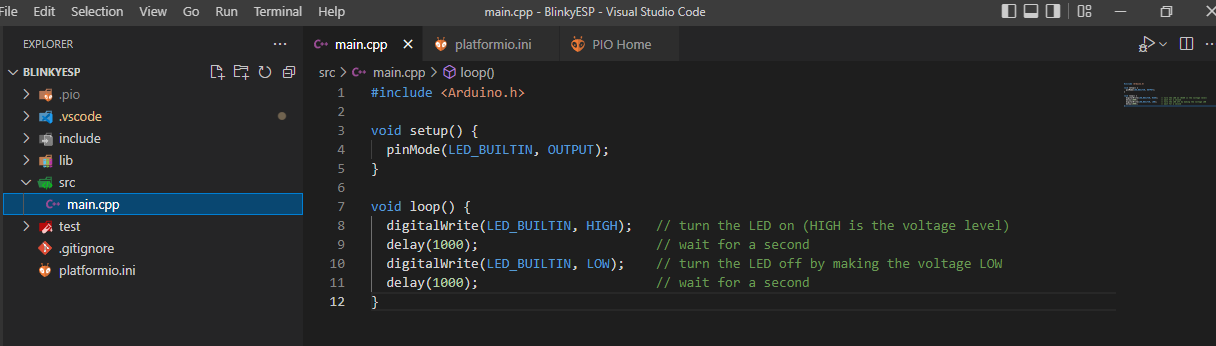 File Edit Selection View Go Run Terminal Help main.cpp - BlinkyESP - Visual Studio Code
EXPLORER
BLINKYESP
.pio
.vscode
include
lib
src
main.cpp
test
.gitignore
platformio.ini
main.cpp platformio.ini PIO Home
src > main.cpp > loop()
1 #include <Arduino.h>
2
3 void setup() {
4   pinMode(LED_BUILTIN, OUTPUT);
5 }
6
7 void loop() {
8   digitalWrite(LED_BUILTIN, HIGH);   // turn the LED on (HIGH is the voltage level)
9   delay(1000);                       // wait for a second
10   digitalWrite(LED_BUILTIN, LOW);    // turn the LED off by making the voltage LOW
11   delay(1000);                       // wait for a second
12 }